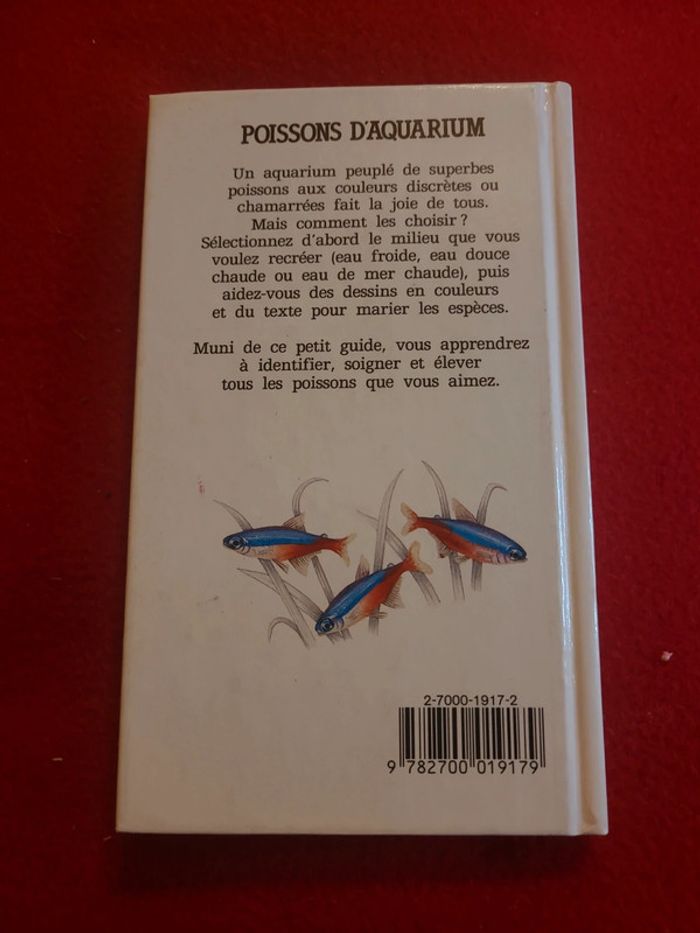 POISSONS D'AQUARIUM
Un aquarium peuplé de superbes
poissons aux couleurs discrètes ou
chamarrées fait la joie de tous.
Mais comment les choisir ?
Sélectionnez d'abord le milieu que vous
voulez recréer (eau froide, eau douce
chaude ou eau de mer chaude), puis
aidez-vous des dessins en couleurs
et du texte pour marier les espèces.
Muni de ce petit guide, vous apprendrez
à identifier, soigner et élever
tous les poissons que vous aimez.
2-7000-1917-2
9 782700 019179